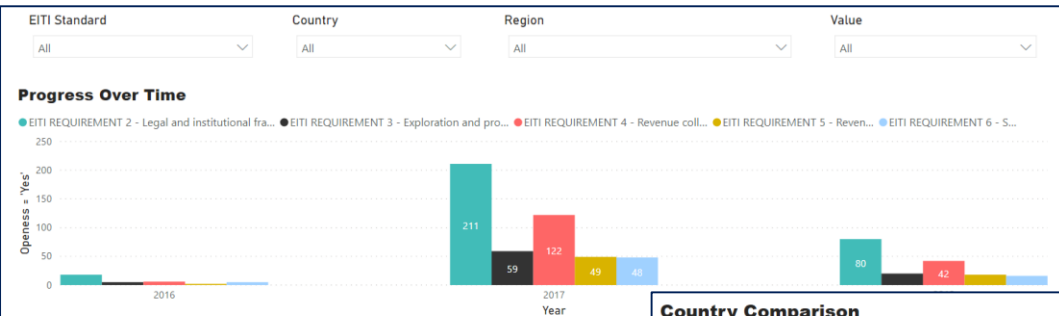 EITI Standard Country Region Value
All All All All
Progress Over Time
EITI REQUIREMENT 2 - Legal and institutional fra... EITI REQUIREMENT 3 - Exploration and pro... EITI REQUIREMENT 4 - Revenue coll... EITI REQUIREMENT 5 - Reven... EITI REQUIREMENT 6 - S...
250
200
150
100
50
0
Openess = 'Yes'
211
59
122
49
48
80
42
2016 2017
Year
Country Comparison